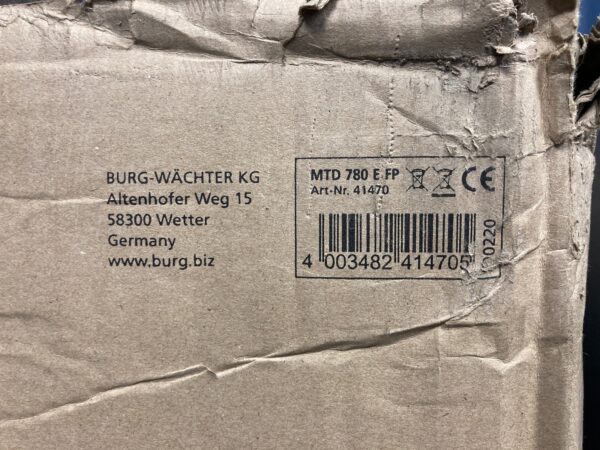 BURG-WÄCHTER KG
Altenhofer Weg 15
58300 Wetter
Germany
www.burg.biz
MTD 780 E FP CE
Art-Nr. 41470
4 003482 414705